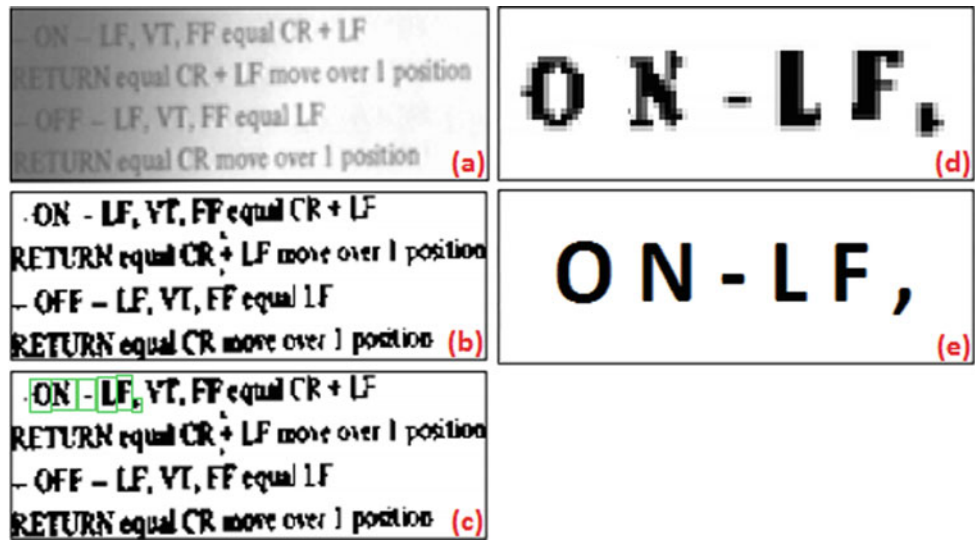 – ON – LF, VT, FF equal CR + LF
RETURN equal CR + LF move over 1 position
– OFF – LF, VT, FF equal LF
RETURN equal CR move over 1 position (a)
- ON - LF, VT, FF equal CR + LF
RETURN equal CR + LF move over 1 position
– OFF – LF, VT, FF equal LF
RETURN equal CR move over 1 position (b)
- ON - LF, VT, FF equal CR + LF
RETURN equal CR + LF move over 1 position
– OFF – LF, VT, FF equal LF
RETURN equal CR move over 1 position (c)
ON-LF,
(d)
ON-LF,
(e)